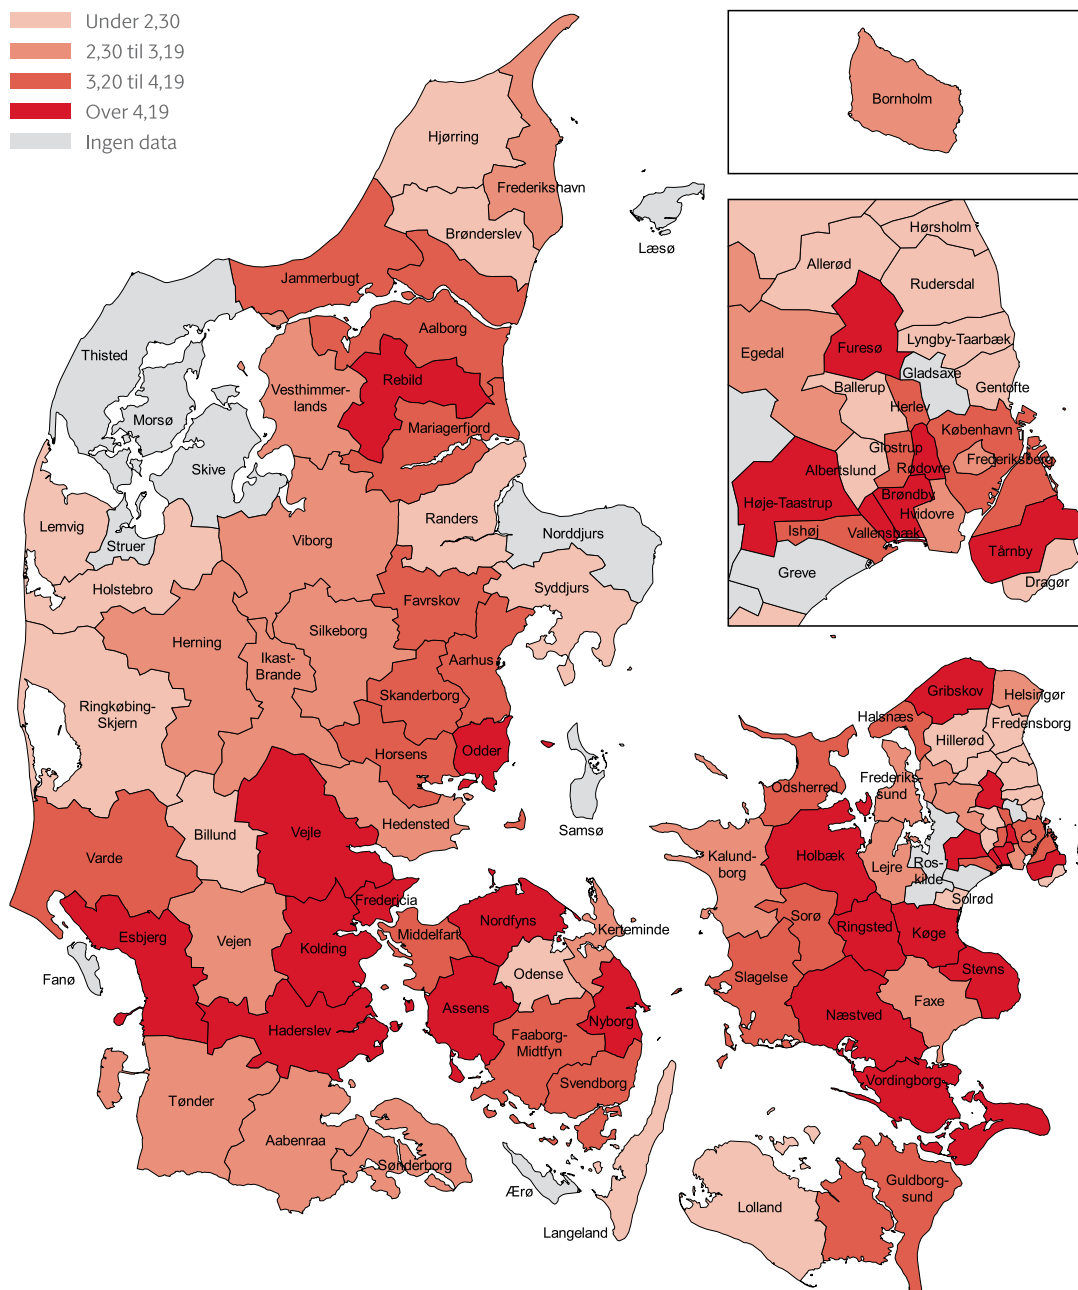 Under 2,30
2,30 til 3,19
3,20 til 4,19
Over 4,19
Ingen data
Bornholm
Hjørring
Frederikshavn
Brønderslev
Læsø
Jammerbugt
Aalborg
Thisted
Rebild
Vesthimmer-
lands
Morsø
Mariagerfjord
Skive
Lemvig
Randers
Struer
Viborg
Norddjurs
Holstebro
Syddjurs
Favrskov
Herning
Silkeborg
Ikast-
Brande
Aarhus
Skanderborg
Ringkøbing-
Skjern
Horsens
Odder
Samsø
Hedensted
Billund
Vejle
Varde
Fredericia
Esbjerg
Vejen
Kolding
Middelfart
Nordfyns
Kerteminde
Fanø
Odense
Haderslev
Assens
Nyborg
Faaborg-
Midtfyn
Svendborg
Tønder
Aabenraa
Sønderborg
Ærø
Langeland
Hørsholm
Allerød
Rudersdal
Egedal
Furesø
Lyngby-Taarbæk
Gladsaxe
Ballerup
Gentofte
Herlev
København
Glostrup
Frederiksberg
Albertslund
Rødovre
Høje-Taastrup
Brøndby
Hvidovre
Ishøj
Vallensbæk
Tårnby
Greve
Dragør
Gribskov
Helsingør
Halsnæs
Fredensborg
Hillerød
Frederiks-
sund
Odsherred
Kalund-
borg
Holbæk
Lejre
Ros-
kilde
Solrød
Sorø
Ringsted
Køge
Slagelse
Stevns
Faxe
Næstved
Vordingborg
Guldborg-
sund
Lolland